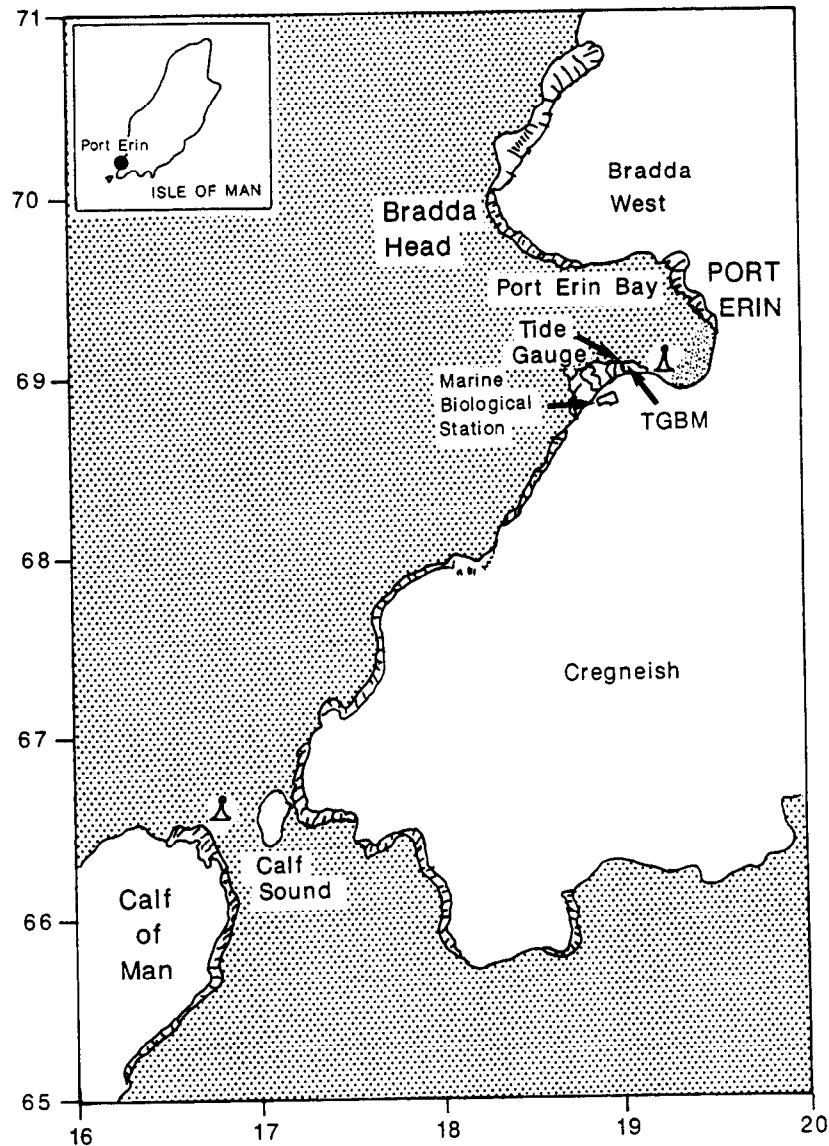 71
70
69
68
67
66
65
16
17
18
19
20
Port Erin
ISLE OF MAN
Bradda
West
Bradda
Head
Port Erin Bay
PORT
ERIN
Tide
Gauge
Marine
Biological
Station
TGBM
Cregneish
Calf
Sound
Calf
of
Man